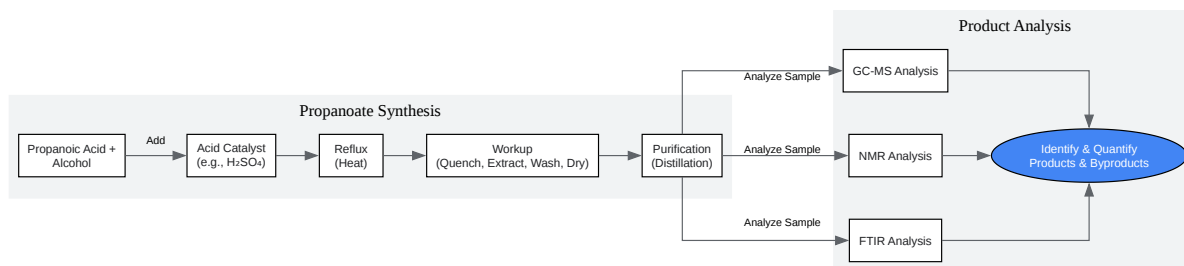 Product Analysis
GC-MS Analysis
Analyze Sample
Propanoate Synthesis
Propanoic Acid +
Alcohol
Add
Acid Catalyst
(e.g., H₂SO₄)
Reflux
(Heat)
Workup
(Quench, Extract, Wash, Dry)
Purification
(Distillation)
Analyze Sample
NMR Analysis
Identify & Quantify
Products & Byproducts
Analyze Sample
FTIR Analysis